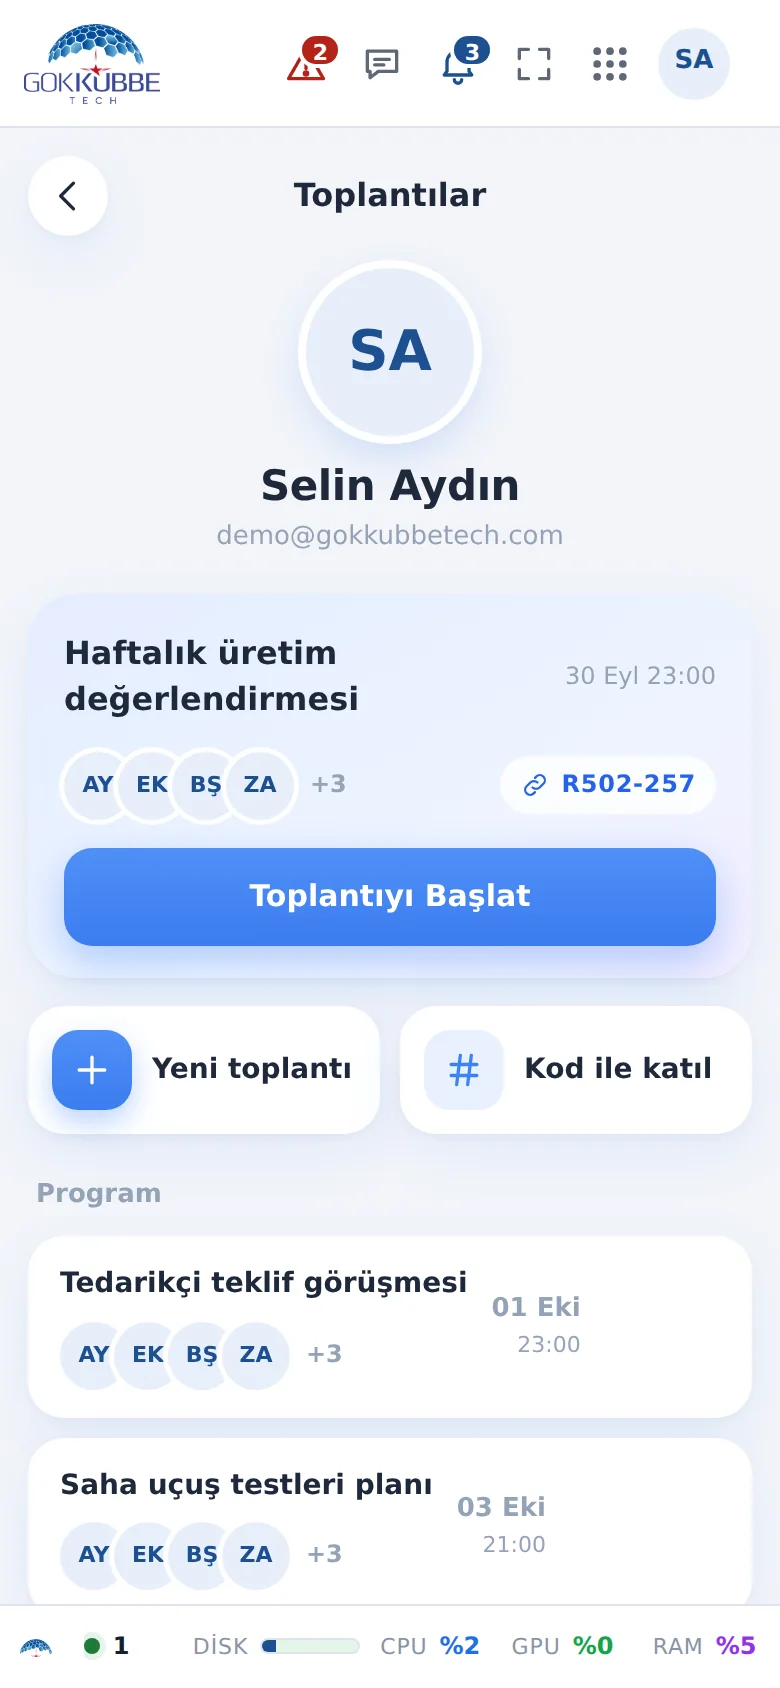 GOKKUBBE
TECH
2
3
SA
Toplantılar
SA
Selin Aydın
demo@gokkubbetech.com
Haftalık üretim
değerlendirmesi
30 Eyl 23:00
AY EK BŞ ZA +3
R502-257
Toplantıyı Başlat
Yeni toplantı
# Kod ile katıl
Program
Tedarikçi teklif görüşmesi
01 Eki
23:00
AY EK BŞ ZA +3
Saha uçuş testleri planı
03 Eki
21:00
AY EK BŞ ZA +3
1 DİSK CPU %2 GPU %0 RAM %5